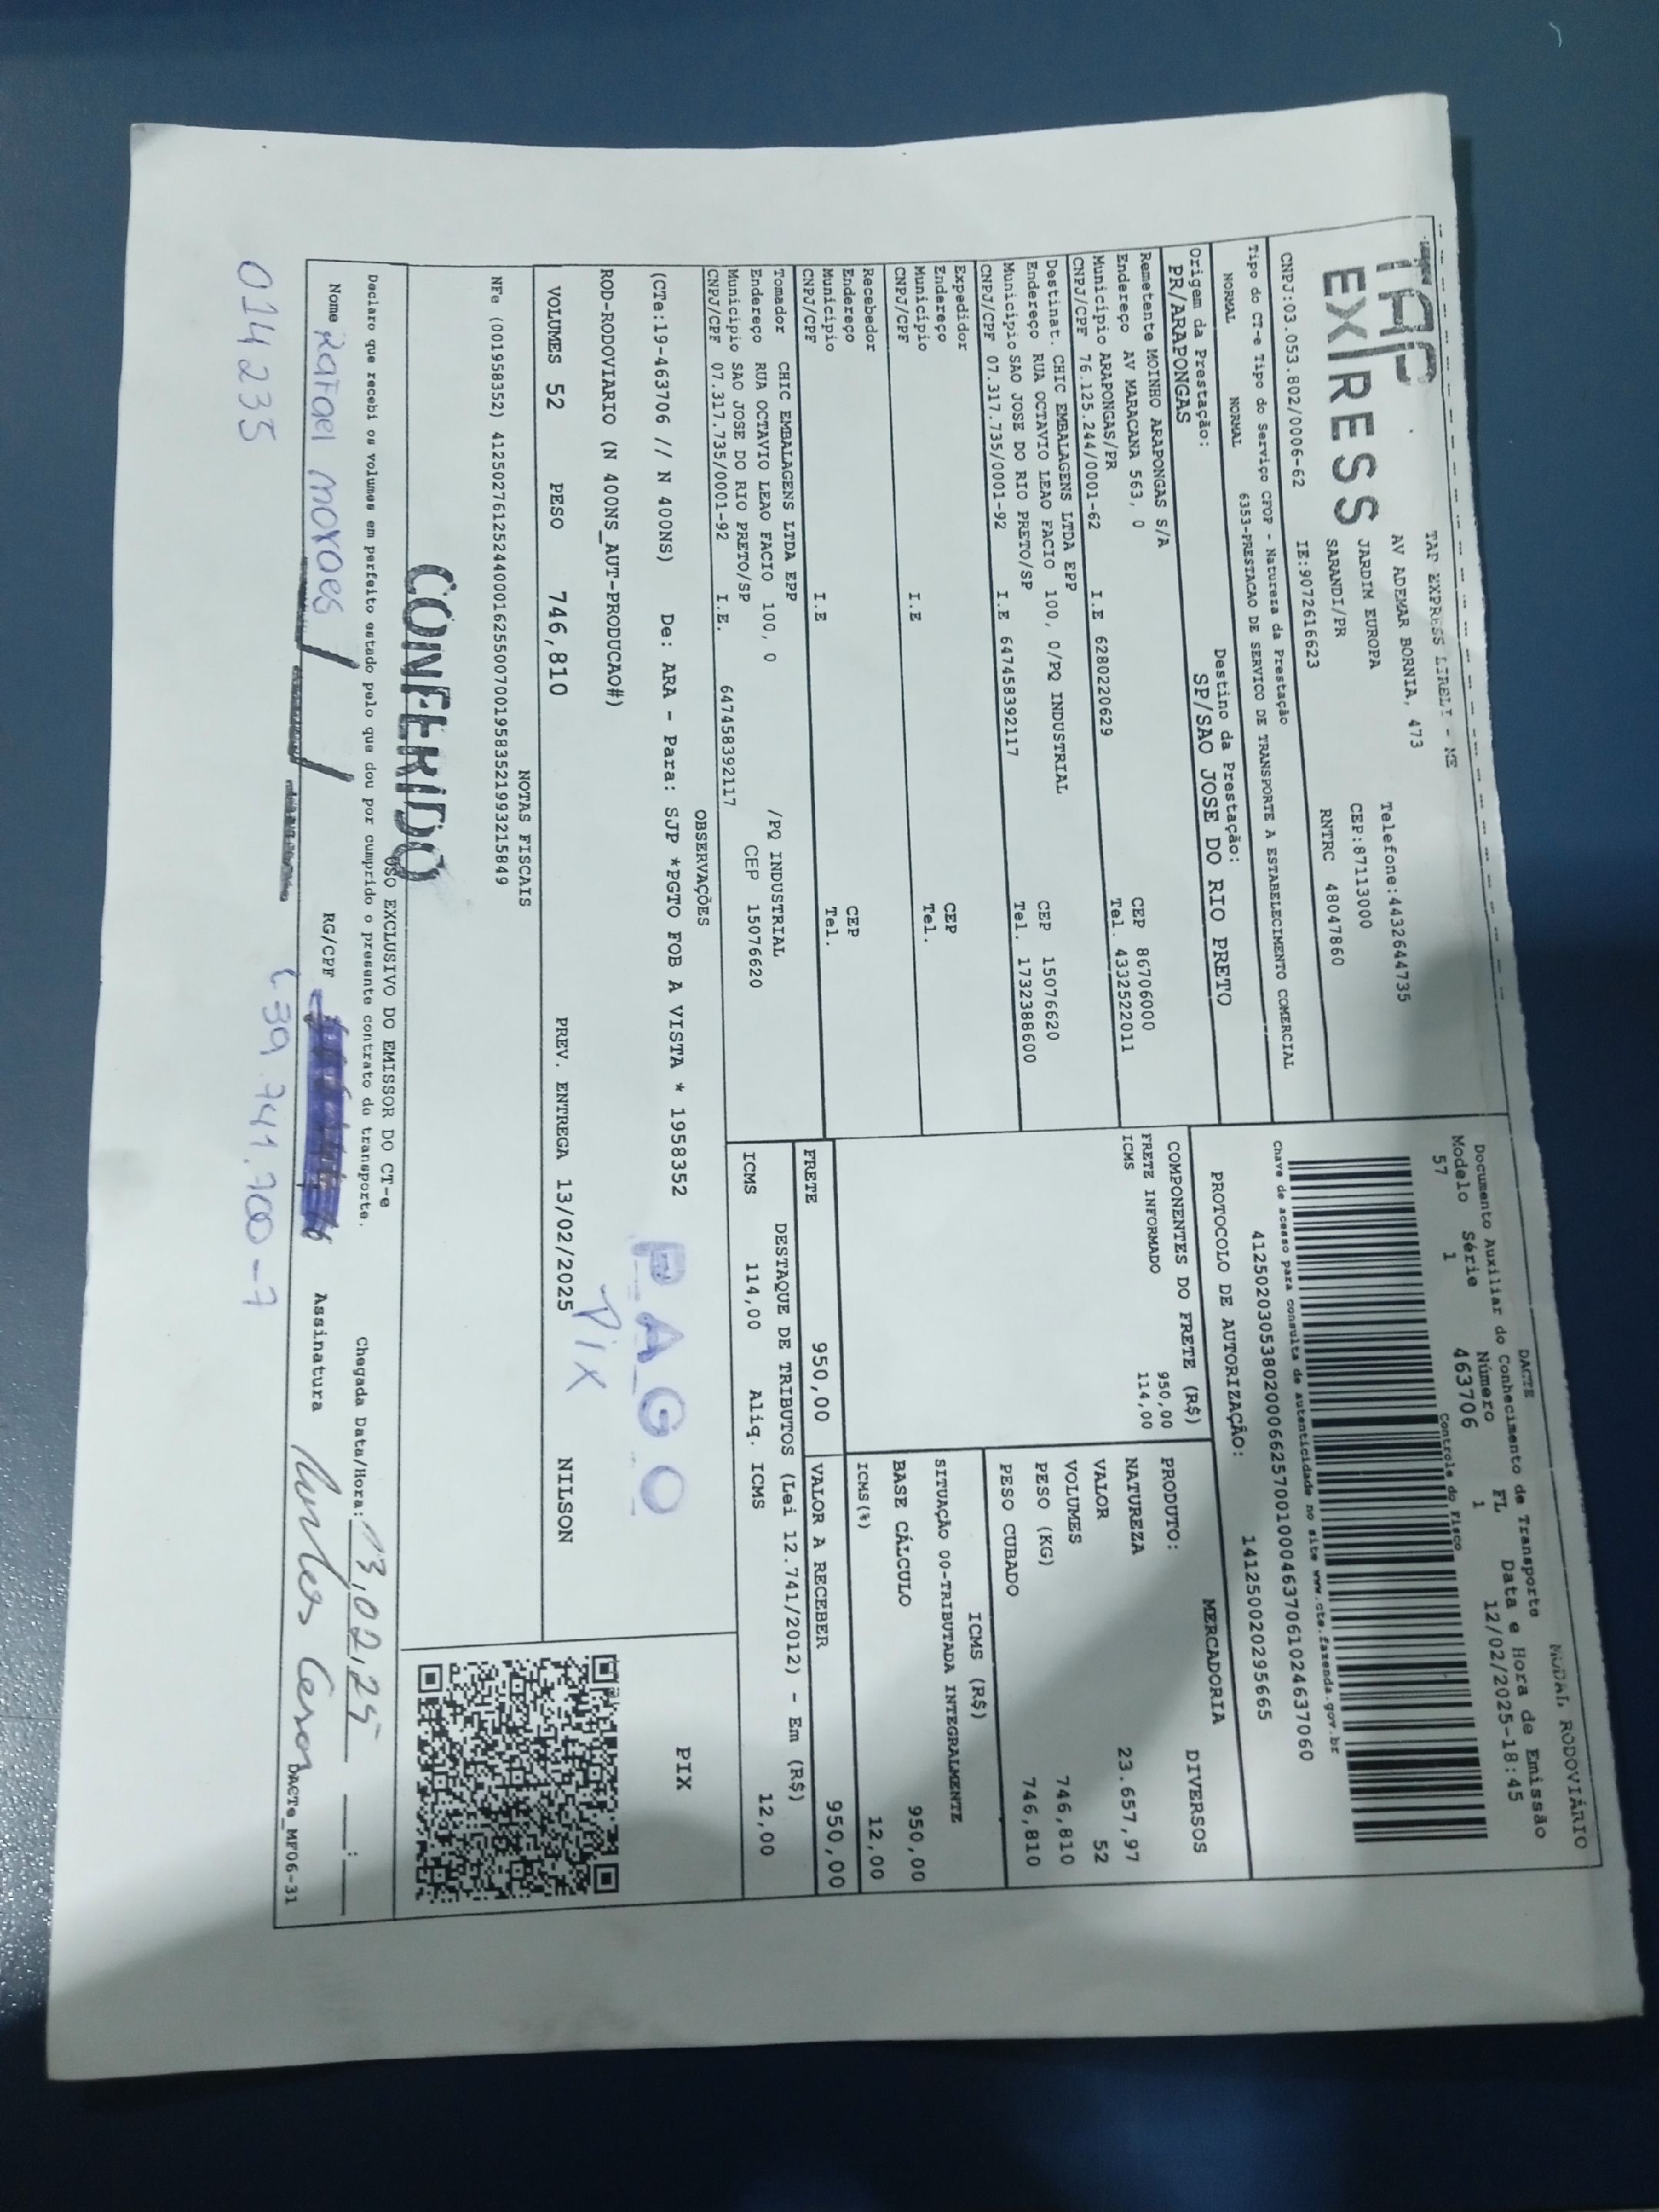 TAP EXPRESS
TAP EXPRESS EIRELI - ME
AV ADEMAR BORNIA, 473
JARDIM EUROPA
SARANDI/PR
Telefone:4432644735
CEP:87113000
RNTRC 48047860
CNPJ:03.053.802/0006-62 IE:9072616623
MODAL RODOVIÁRIO
DACTE
Documento Auxiliar do Conhecimento de Transporte
Modelo Série Número FL Data e Hora de Emissão
57 1 463706 1 12/02/2025-18:45
Controle do Fisco
Chave de acesso para consulta de autenticidade no site www.cte.fazenda.gov.br
41250203053802000662570010004637061024637060
PROTOCOLO DE AUTORIZAÇÃO: 141250020295665
Tipo do CT-e Tipo do Serviço CFOP - Natureza da Prestação
NORMAL NORMAL 6353-PRESTACAO DE SERVICO DE TRANSPORTE A ESTABELECIMENTO COMERCIAL
Origem da Prestação: Destino da Prestação:
PR/ARAPONGAS SP/SAO JOSE DO RIO PRETO
Remetente MOINHO ARAPONGAS S/A
Endereço AV MARACANA 563, 0 CEP 86706000
Município ARAPONGAS/PR Tel. 4332522011
CNPJ/CPF 76.125.244/0001-62 I.E 6280220629
Destinat. CHIC EMBALAGENS LTDA EPP
Endereço RUA OCTAVIO LEAO FACIO 100, 0/PQ INDUSTRIAL CEP 15076620
Município SAO JOSE DO RIO PRETO/SP Tel. 1732388600
CNPJ/CPF 07.317.735/0001-92 I.E 647458392117
Expedidor
Endereço CEP
Município Tel.
CNPJ/CPF I.E
Recebedor
Endereço CEP
Município Tel.
CNPJ/CPF I.E
Tomador CHIC EMBALAGENS LTDA EPP
Endereço RUA OCTAVIO LEAO FACIO 100, 0 /PQ INDUSTRIAL
Município SAO JOSE DO RIO PRETO/SP CEP 15076620
CNPJ/CPF 07.317.735/0001-92 I.E. 647458392117
COMPONENTES DO FRETE (R$)
FRETE INFORMADO 950,00
ICMS 114,00
MERCADORIA
PRODUTO: DIVERSOS
NATUREZA
VALOR 23.657,97
VOLUMES 52
PESO (KG) 746,810
PESO CUBADO 746,810
ICMS (R$)
SITUAÇÃO 00-TRIBUTADA INTEGRALMENTE
BASE CÁLCULO 950,00
ICMS(%) 12,00
FRETE 950,00 VALOR A RECEBER 950,00
DESTAQUE DE TRIBUTOS (Lei 12.741/2012) - Em (R$)
ICMS 114,00 Aliq. ICMS 12,00
OBSERVAÇÕES
(CTe:19-463706 // N 400NS) De: ARA - Para: SJP *PGTO FOB A VISTA * 1958352
PAGO
ROD-RODOVIARIO (N 400NS_AUT-PRODUCAO#)
Pix
PIX
VOLUMES 52 PESO 746,810 PREV. ENTREGA 13/02/2025 NILSON
NOTAS FISCAIS
NFe (001958352) 41250276125244000162550070019583521993215849
CONFERIDO
USO EXCLUSIVO DO EMISSOR DO CT-e
Declaro que recebi os volumes em perfeito estado pelo que dou por cumprido o presente contrato do transporte.
Chegada Data/Hora: 13,02,25 __:__
Nome Rafael moraes RG/CPF Assinatura
DACTe_MF06-31
014235